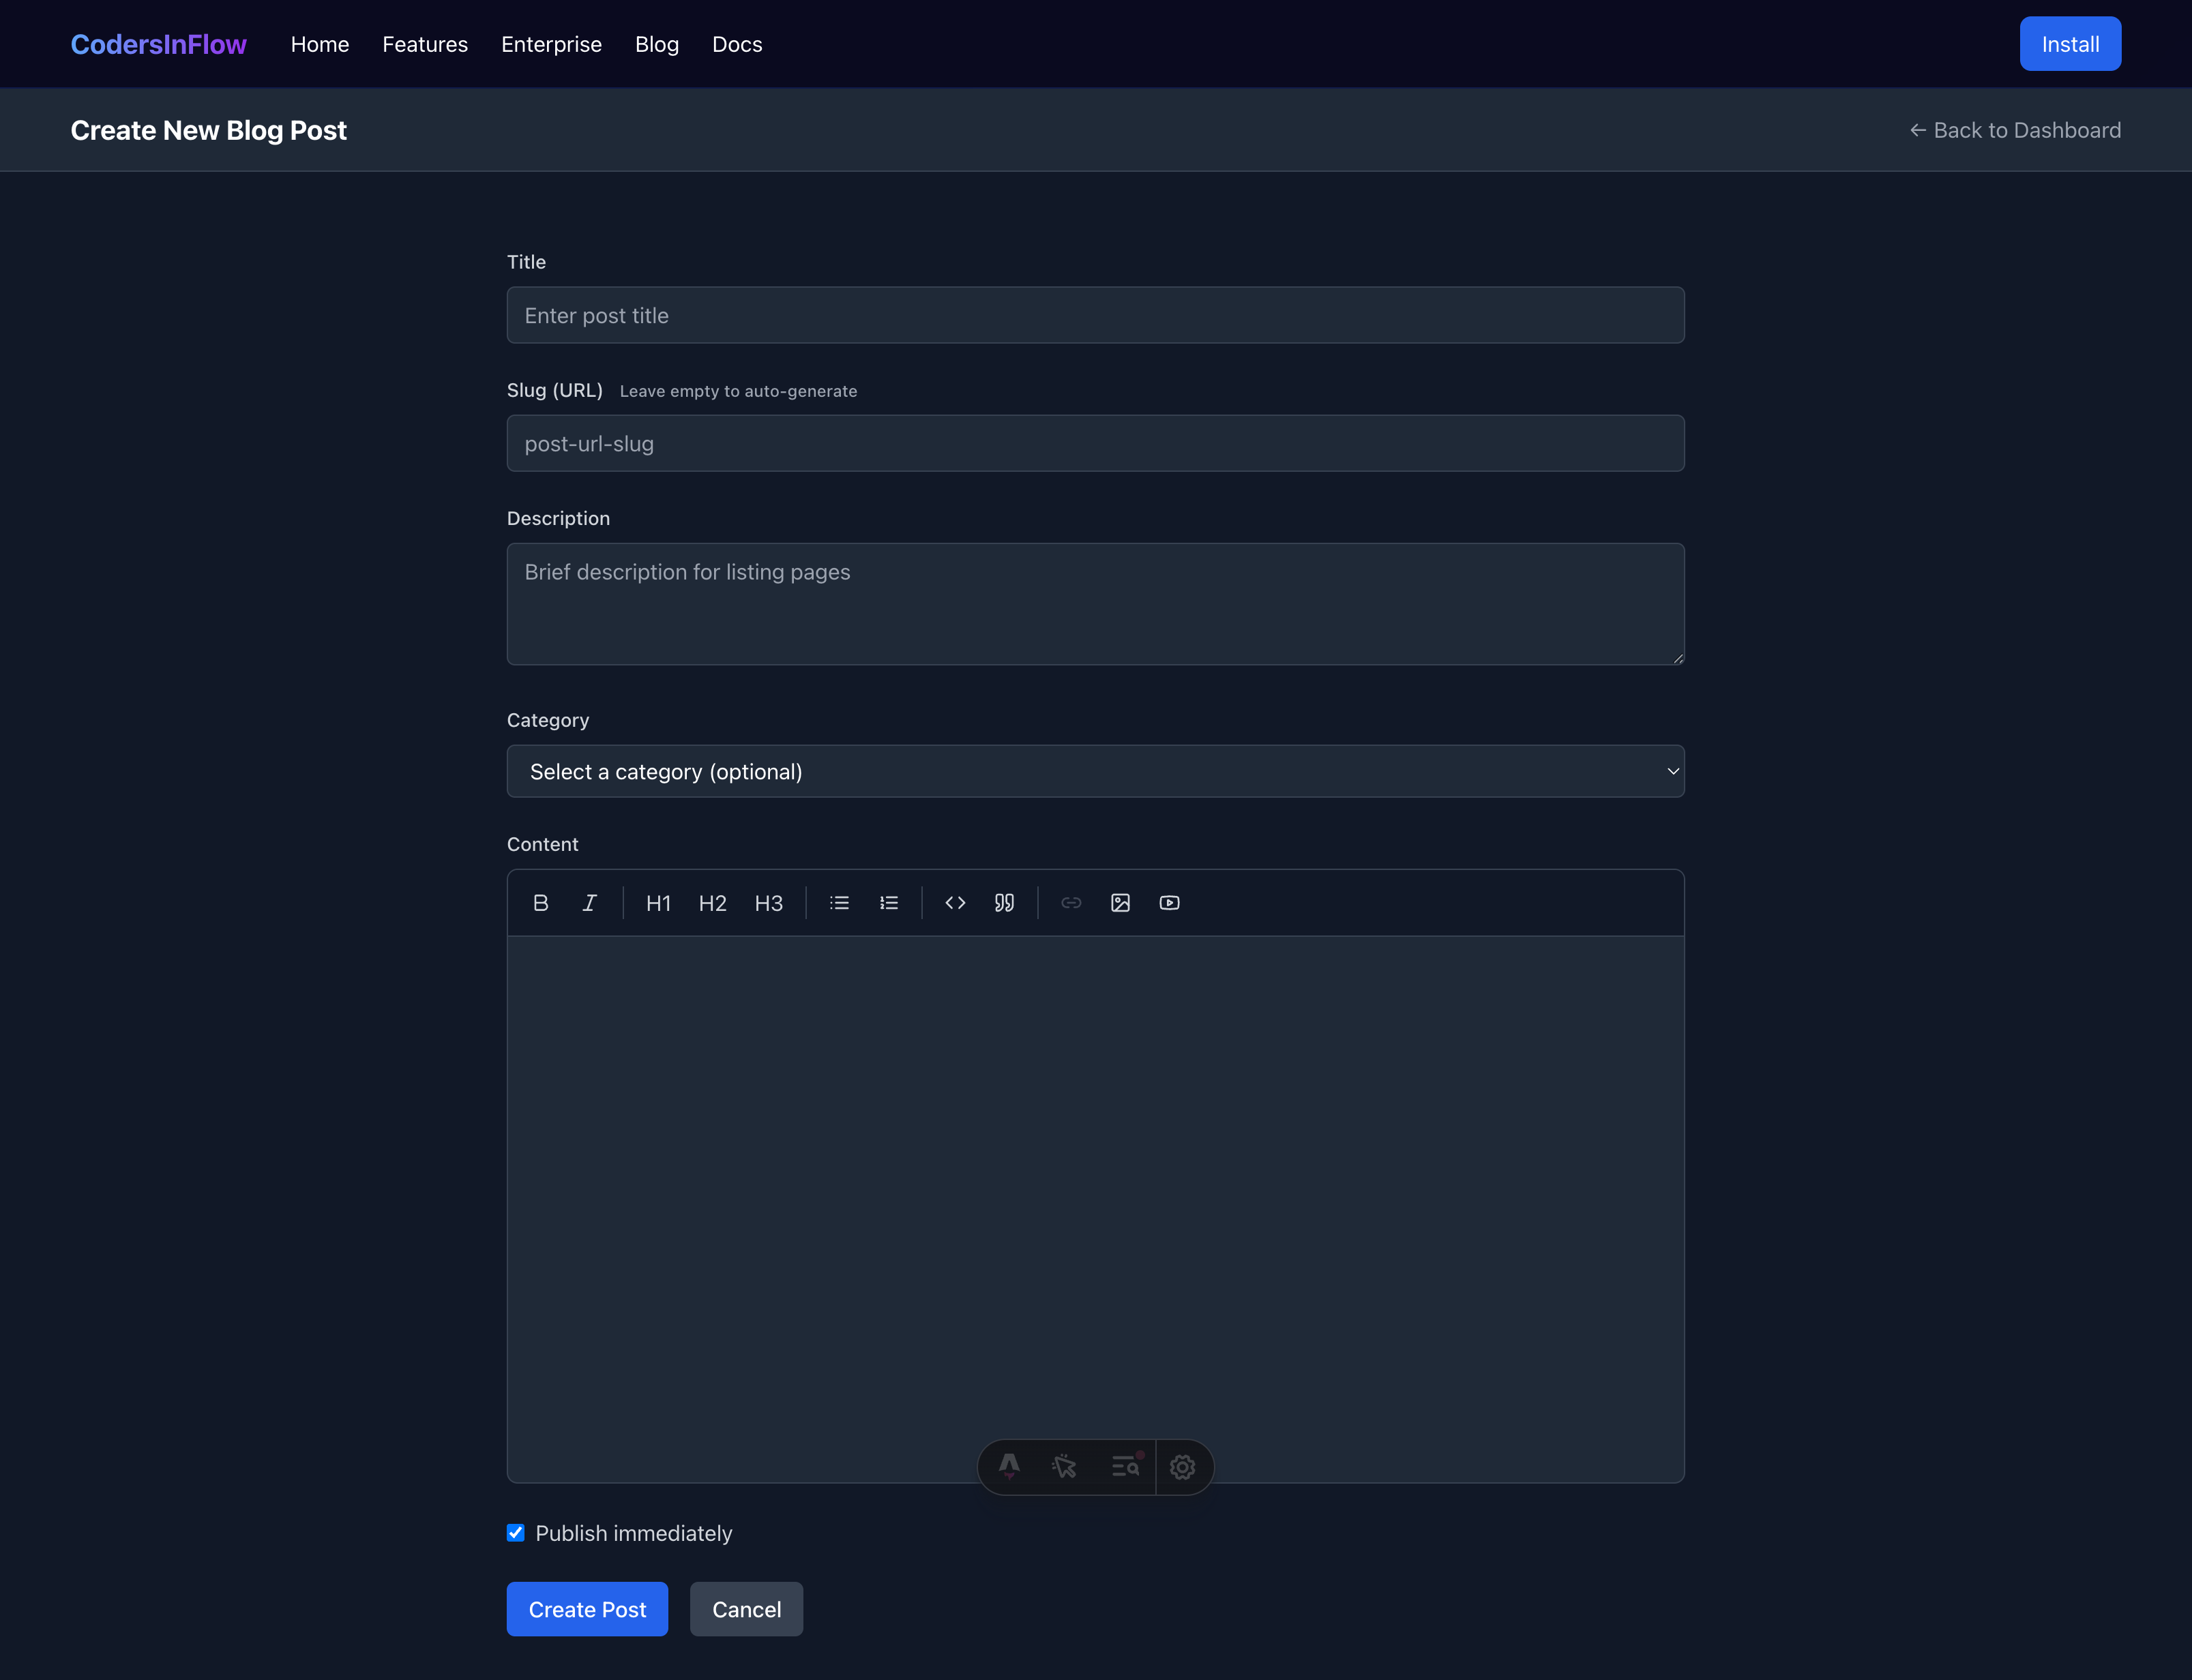 CodersInFlow Home Features Enterprise Blog Docs Install
Create New Blog Post ← Back to Dashboard
Title
Enter post title
Slug (URL) Leave empty to auto-generate
post-url-slug
Description
Brief description for listing pages
Category
Select a category (optional)
Content
B I H1 H2 H3
Publish immediately
Create Post Cancel